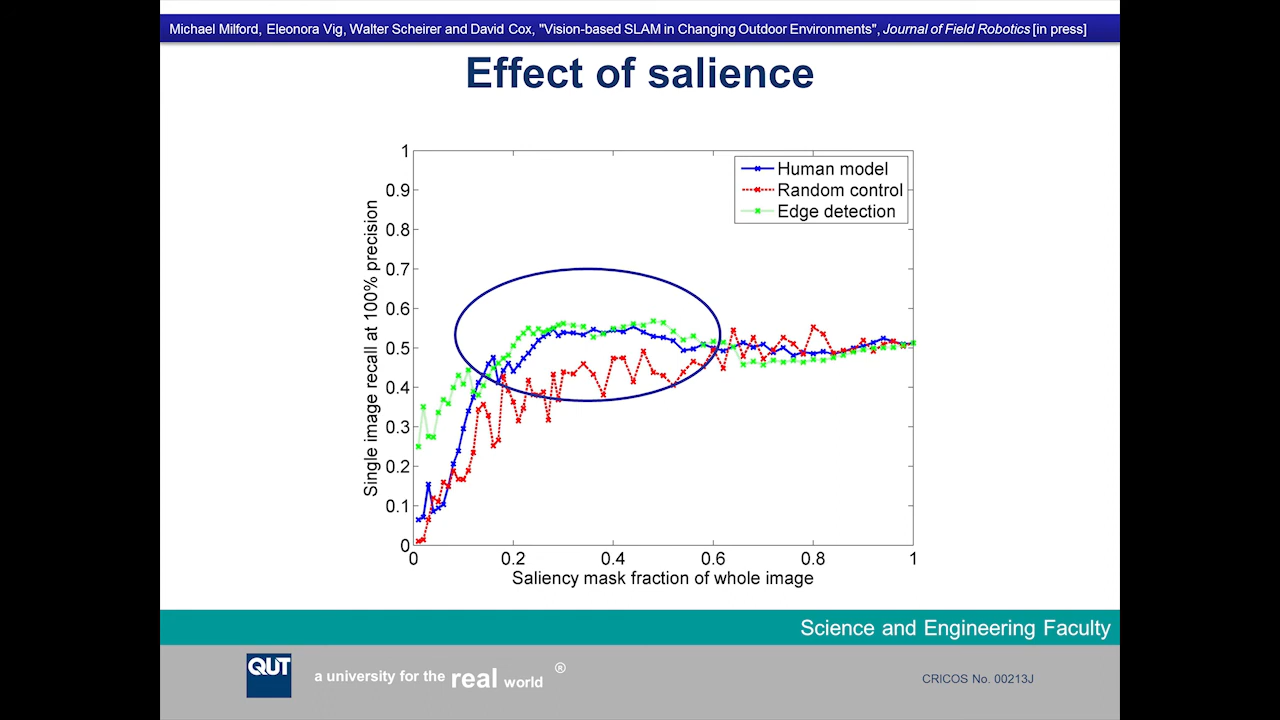 Michael Milford, Eleonora Vig, Walter Scheirer and David Cox, "Vision-based SLAM in Changing Outdoor Environments", Journal of Field Robotics [in press]
Effect of salience
Human model
Random control
Edge detection
Single image recall at 100% precision
1
0.9
0.8
0.7
0.6
0.5
0.4
0.3
0.2
0.1
0
0
0.2
0.4
0.6
0.8
1
Saliency mask fraction of whole image
Science and Engineering Faculty
QUT
a university for the real world ®
CRICOS No. 00213J